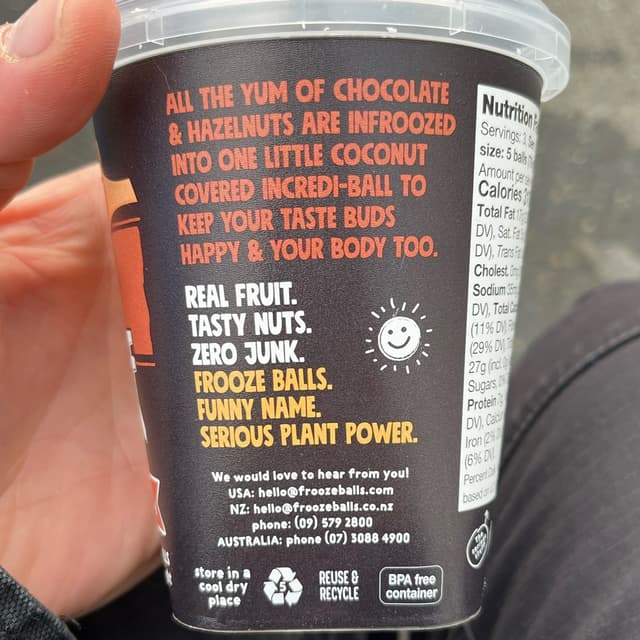 ALL THE YUM OF CHOCOLATE
& HAZELNUTS ARE INFROOZED
INTO ONE LITTLE COCONUT
COVERED INCREDI-BALL TO
KEEP YOUR TASTE BUDS
HAPPY & YOUR BODY TOO.
REAL FRUIT.
TASTY NUTS.
ZERO JUNK.
FROOZE BALLS.
FUNNY NAME.
SERIOUS PLANT POWER.
We would love to hear from you!
USA: hello@froozeballs.com
NZ: hello@froozeballs.co.nz
phone: (09) 579 2800
AUSTRALIA: phone (07) 3088 4900
store in a
cool dry
place
5
REUSE &
RECYCLE
BPA free
container
Nutrition
Servings:
size: 5 balls
Amount per
Calories
Total Fat
DV), Sat.
DV), Trans
Cholest.
Sodium
DV), Total
(11% DV),
(29% DV),
27g (incl.
Sugars,
Protein
DV),
Iron (2%
(6% DV).
Percent
based on